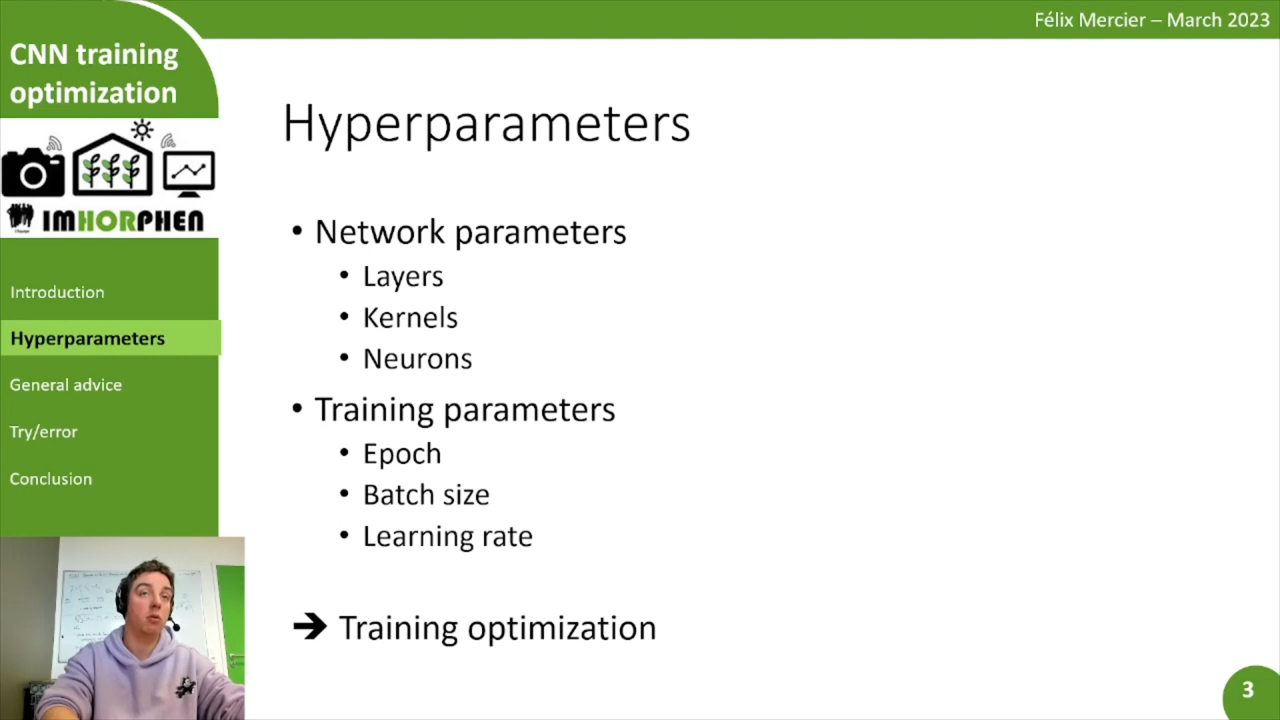 Félix Mercier – March 2023
CNN training
optimization
IMHORPHEN
Introduction
Hyperparameters
General advice
Try/error
Conclusion
Hyperparameters
• Network parameters
• Layers
• Kernels
• Neurons
• Training parameters
• Epoch
• Batch size
• Learning rate
➔ Training optimization
3